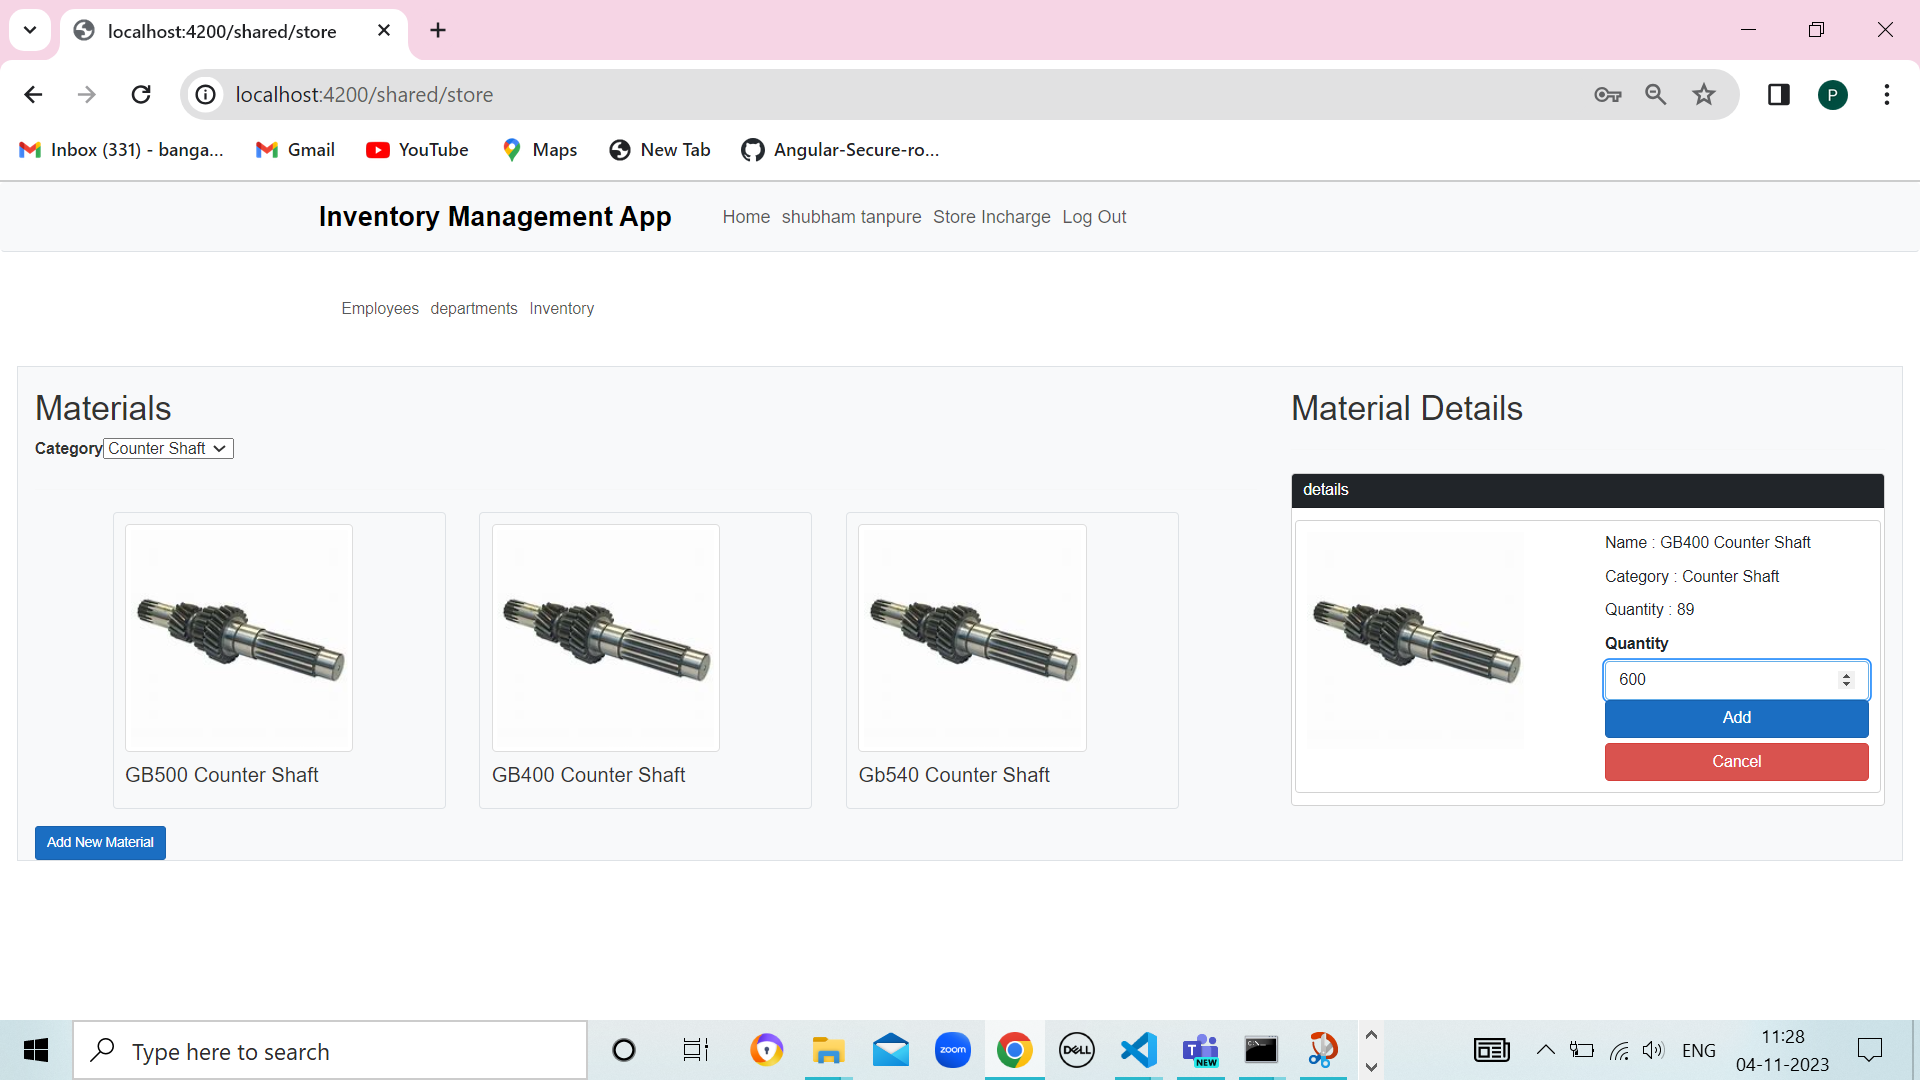 localhost:4200/shared/store
localhost:4200/shared/store
P
Inbox (331) - banga... Gmail YouTube Maps New Tab Angular-Secure-ro...
Inventory Management App Home shubham tanpure Store Incharge Log Out
Employees departments Inventory
Materials
Category Counter Shaft
GB500 Counter Shaft
GB400 Counter Shaft
Gb540 Counter Shaft
Add New Material
Material Details
details
Name : GB400 Counter Shaft
Category : Counter Shaft
Quantity : 89
Quantity
600
Add
Cancel
Type here to search
zoom
DELL
T
NEW
C:\
ENG
11:28
04-11-2023